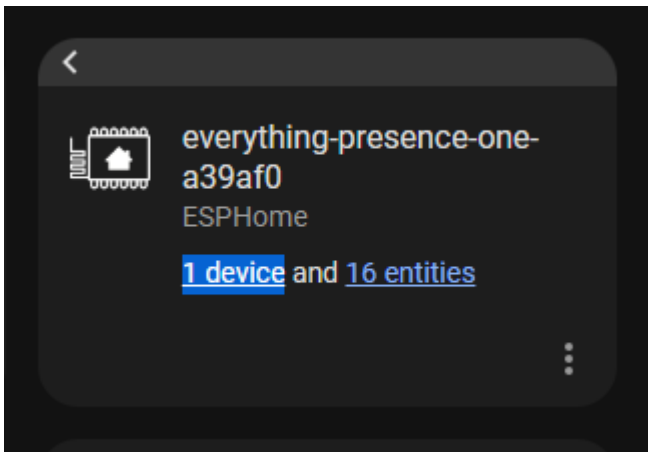 everything-presence-one-
a39af0
ESPHome
1 device and 16 entities